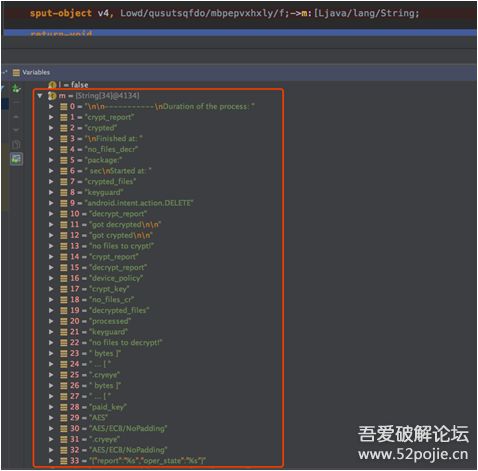 sput-object v4, Lowd/qusutsqfdo/mbpepvxhxly/f;->m:[Ljava/lang/String;
return-void
Variables
l = false
m = {String[34]@4134}
0 = "\n\n-----------\nDuration of the process: "
1 = "crypt_report"
2 = "crypted"
3 = "\nFinished at: "
4 = "no_files_decr"
5 = "package:"
6 = " sec\nStarted at: "
7 = "crypted_files"
8 = "keyguard"
9 = "android.intent.action.DELETE"
10 = "decrypt_report"
11 = "got decrypted\n\n"
12 = "got crypted\n\n"
13 = "no files to crypt!"
14 = "crypt_report"
15 = "decrypt_report"
16 = "device_policy"
17 = "crypt_key"
18 = "no_files_cr"
19 = "decrypted_files"
20 = "processed"
21 = "keyguard"
22 = "no files to decrypt!"
23 = " bytes ]"
24 = " ... [ "
25 = ".cryeye"
26 = " bytes ]"
27 = " ... [ "
28 = "paid_key"
29 = "AES"
30 = "AES/ECB/NoPadding"
31 = ".cryeye"
32 = "AES/ECB/NoPadding"
33 = "{"report":"%s","oper_state":"%s"}"
吾爱破解论坛
www.52pojie.cn